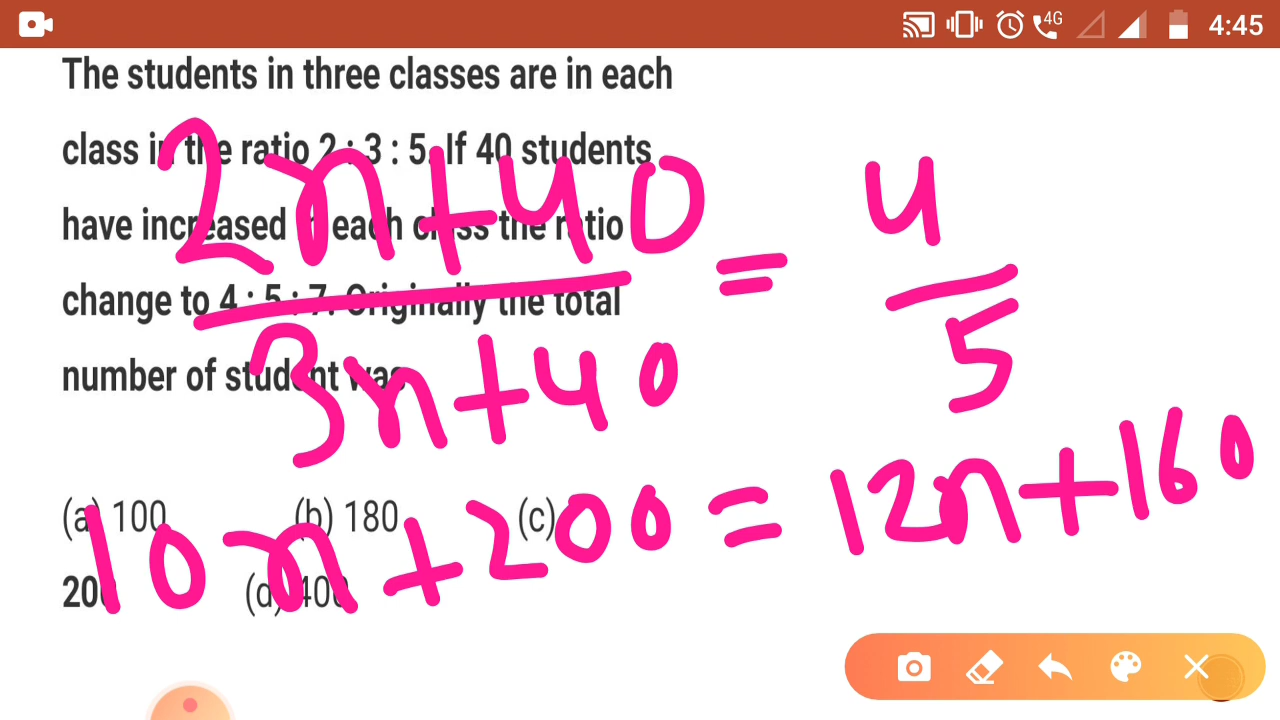 4G 4:45
The students in three classes are in each
class in the ratio 2 : 3 : 5. If 40 students
have increased in each class the ratio
change to 4 : 5 : 7. Originally the total
number of student was
2n+40 = 4
3n+40 5
(a) 100 (b) 180 (c)
200 (d) 400
10n+200 = 12n+160